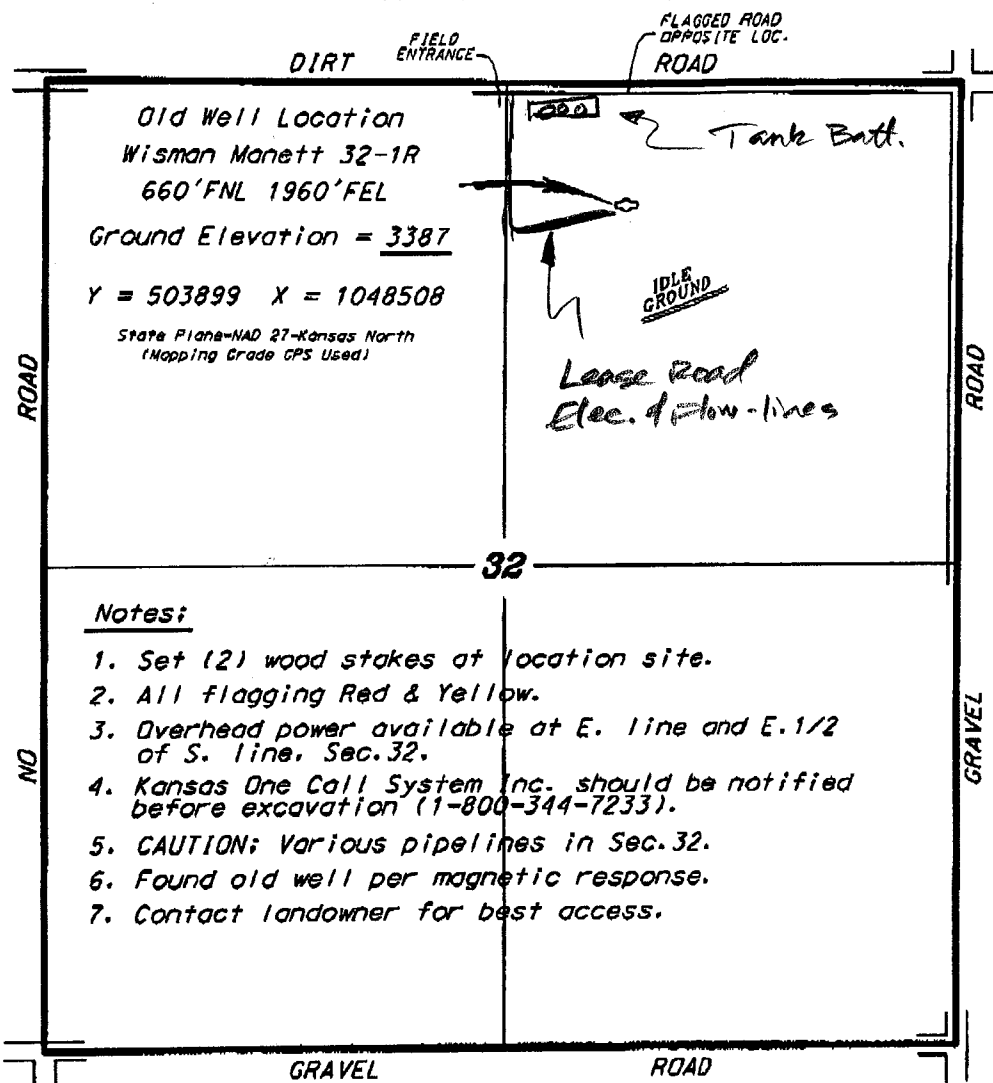 FLAGGED ROAD
OPPOSITE LOC.
FIELD
ENTRANCE
DIRT ROAD
Old Well Location
Wisman Monett 32-1R
660'FNL 1960'FEL
Ground Elevation = 3387
Y = 503899 X = 1048508
State Plane-NAD 27-Kansas North
(Mapping Grade GPS Used)
Tank Batt.
IDLE
GROUND
Lease Road
Elec. & Flow-lines
NO ROAD
GRAVEL ROAD
32
Notes:
1. Set (2) wood stakes at location site.
2. All flagging Red & Yellow.
3. Overhead power available at E. line and E.1/2
of S. line. Sec.32.
4. Kansas One Call System Inc. should be notified
before excavation (1-800-344-7233).
5. CAUTION: Various pipelines in Sec.32.
6. Found old well per magnetic response.
7. Contact landowner for best access.
GRAVEL ROAD